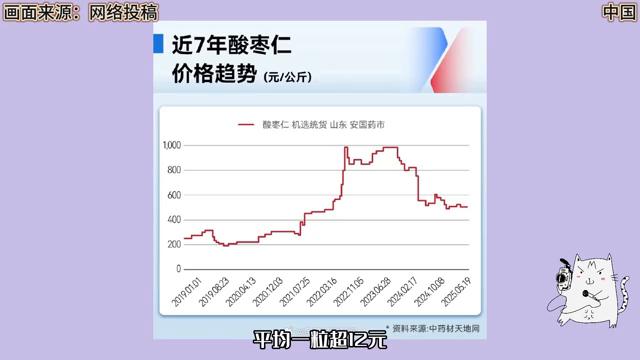 画面来源：网络投稿
中国
近7年酸枣仁
价格趋势 (元/公斤)
酸枣仁 机选统货 山东 安国药市
1,000
800
600
400
200
0
2019.01.01
2019.08.23
2020.04.13
2020.12.03
2021.07.25
2022.03.16
2022.11.05
2023.06.28
2024.02.17
2024.10.08
2025.05.19
* 资料来源:中药材天地网
平均一粒超12元